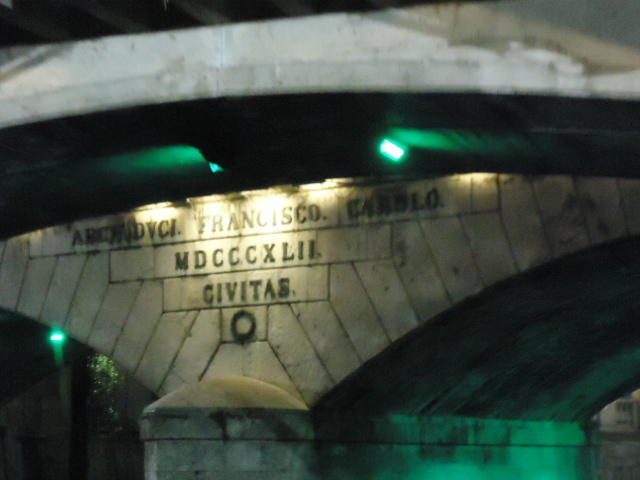 ARCHIDVCI. FRANCISCO. CAROLO.
MDCCCXLII.
CIVITAS.